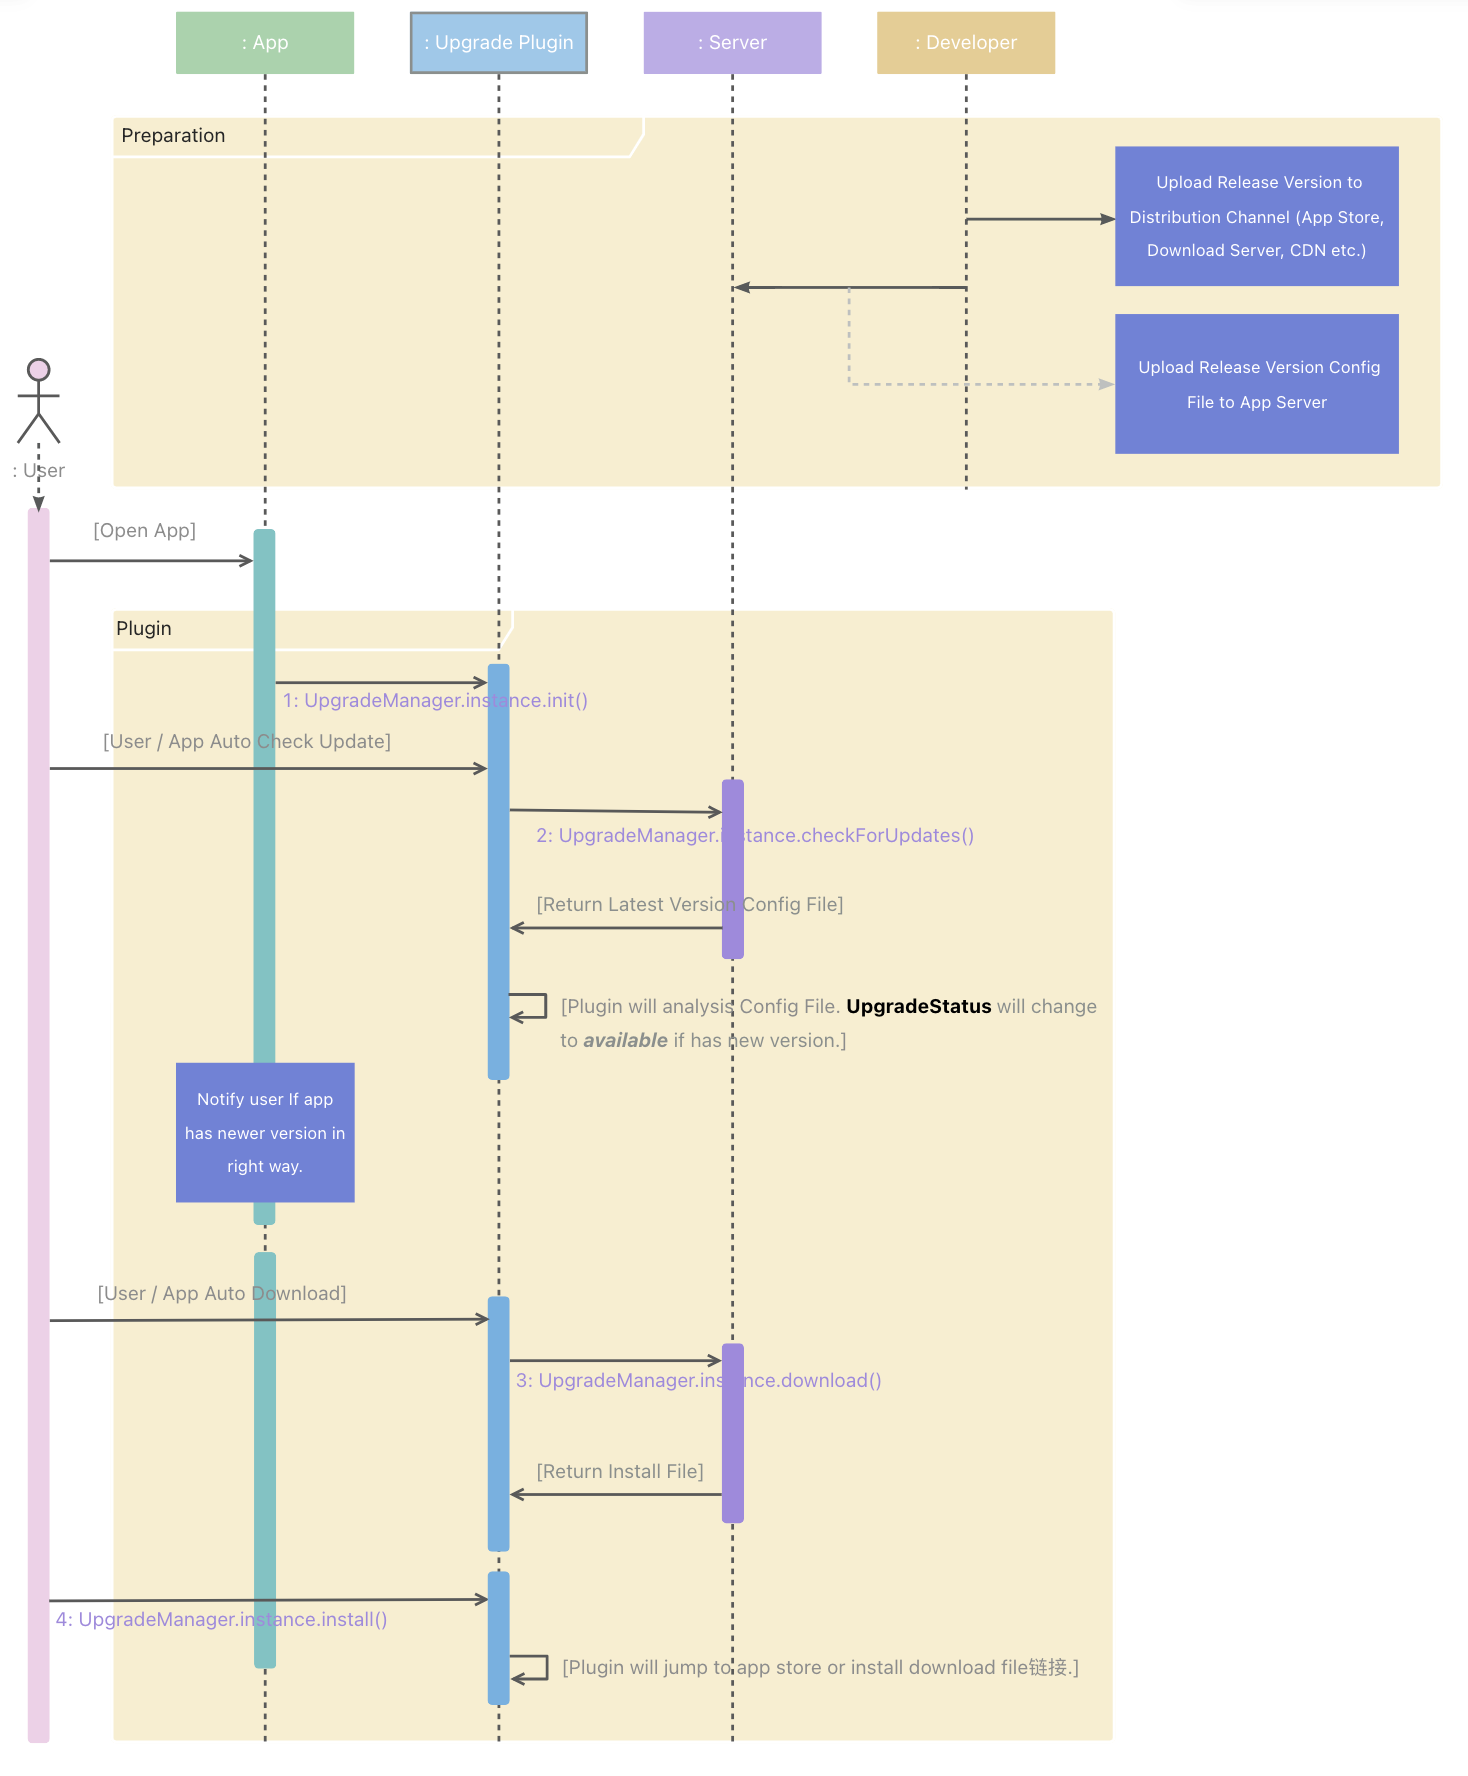 : App
: Upgrade Plugin
: Server
: Developer
Preparation
Upload Release Version to
Distribution Channel (App Store,
Download Server, CDN etc.)
Upload Release Version Config
File to App Server
: User
[Open App]
Plugin
1: UpgradeManager.instance.init()
[User / App Auto Check Update]
2: UpgradeManager.instance.checkForUpdates()
[Return Latest Version Config File]
[Plugin will analysis Config File. UpgradeStatus will change
to available if has new version.]
Notify user If app
has newer version in
right way.
[User / App Auto Download]
3: UpgradeManager.instance.download()
[Return Install File]
4: UpgradeManager.instance.install()
[Plugin will jump to app store or install download file链接.]